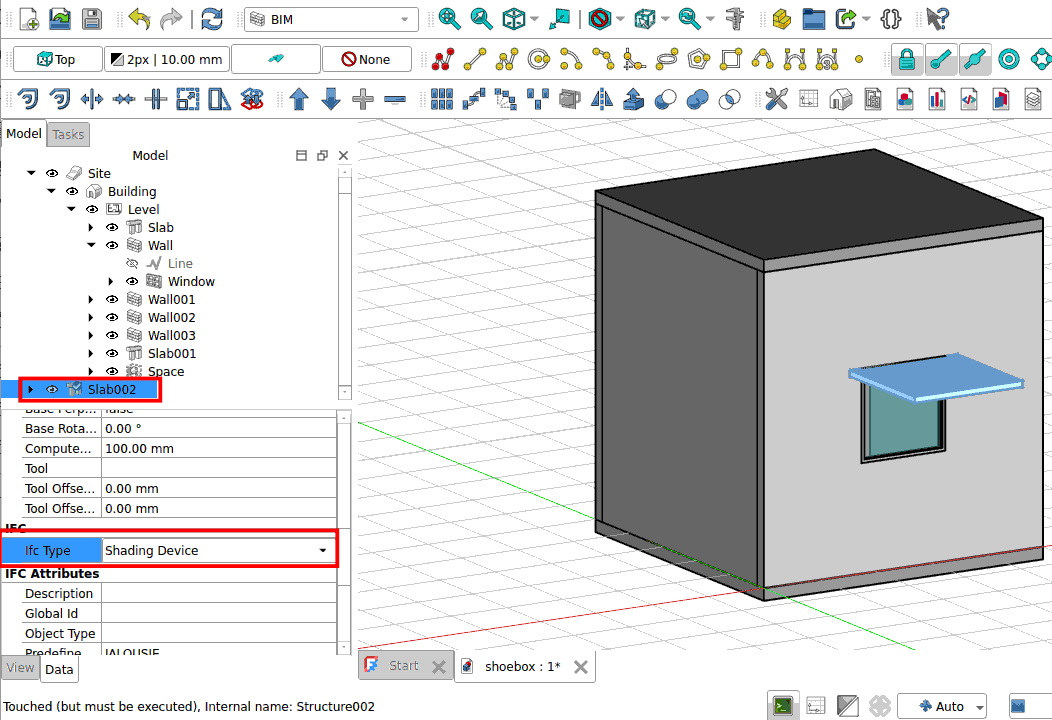 BIM
Top
2px | 10.00 mm
None
Model
Tasks
Model
Site
Building
Level
Slab
Wall
Line
Window
Wall001
Wall002
Wall003
Slab001
Space
Slab002
Base Perp... false
Base Rota... 0.00 °
Compute... 100.00 mm
Tool
Tool Offse... 0.00 mm
Tool Offse... 0.00 mm
IFC
Ifc Type Shading Device
IFC Attributes
Description
Global Id
Object Type
Predefine JALOUSIE
View
Data
Start
shoebox : 1*
Touched (but must be executed), Internal name: Structure002
Auto